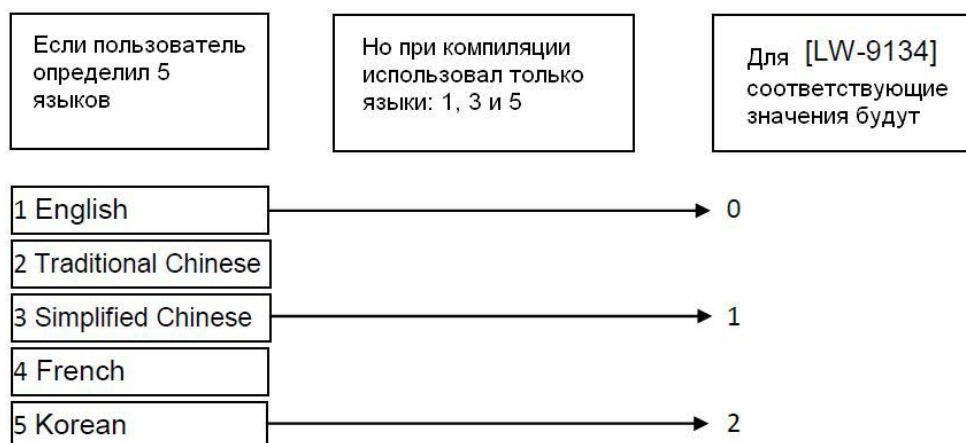 Если пользователь
определил 5
языков
Но при компиляции
использовал только
языки: 1, 3 и 5
Для [LW-9134]
соответствующие
значения будут
1 English
0
2 Traditional Chinese
3 Simplified Chinese
1
4 French
5 Korean
2